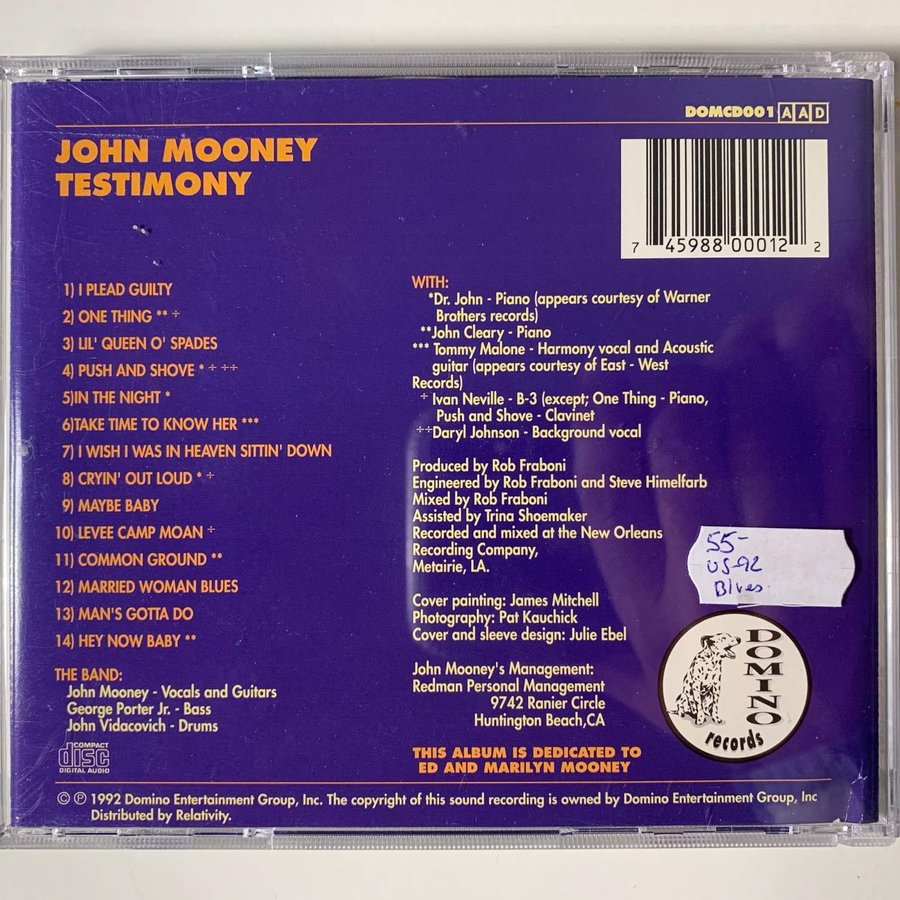 DOMCD001 AAD
JOHN MOONEY
TESTIMONY
7 45988 00012 2
1) I PLEAD GUILTY
2) ONE THING ** ÷
3) LIL' QUEEN O' SPADES
4) PUSH AND SHOVE * ÷ ÷÷
5)IN THE NIGHT *
6)TAKE TIME TO KNOW HER ***
7) I WISH I WAS IN HEAVEN SITTIN' DOWN
8) CRYIN' OUT LOUD * ÷
9) MAYBE BABY
10) LEVEE CAMP MOAN ÷
11) COMMON GROUND **
12) MARRIED WOMAN BLUES
13) MAN'S GOTTA DO
14) HEY NOW BABY **
THE BAND:
John Mooney - Vocals and Guitars
George Porter Jr. - Bass
John Vidacovich - Drums
COMPACT
disc
DIGITAL AUDIO
WITH:
*Dr. John - Piano (appears courtesy of Warner
Brothers records)
**John Cleary - Piano
*** Tommy Malone - Harmony vocal and Acoustic
guitar (appears courtesy of East - West
Records)
÷ Ivan Neville - B-3 (except; One Thing - Piano,
Push and Shove - Clavinet
÷÷Daryl Johnson - Background vocal
Produced by Rob Fraboni
Engineered by Rob Fraboni and Steve Himelfarb
Mixed by Rob Fraboni
Assisted by Trina Shoemaker
Recorded and mixed at the New Orleans
Recording Company,
Metairie, LA.
Cover painting: James Mitchell
Photography: Pat Kauchick
Cover and sleeve design: Julie Ebel
John Mooney's Management:
Redman Personal Management
9742 Ranier Circle
Huntington Beach,CA
THIS ALBUM IS DEDICATED TO
ED AND MARILYN MOONEY
55-
US-92
Blues.
DOMINO
records
© ℗ 1992 Domino Entertainment Group, Inc. The copyright of this sound recording is owned by Domino Entertainment Group, Inc
Distributed by Relativity.